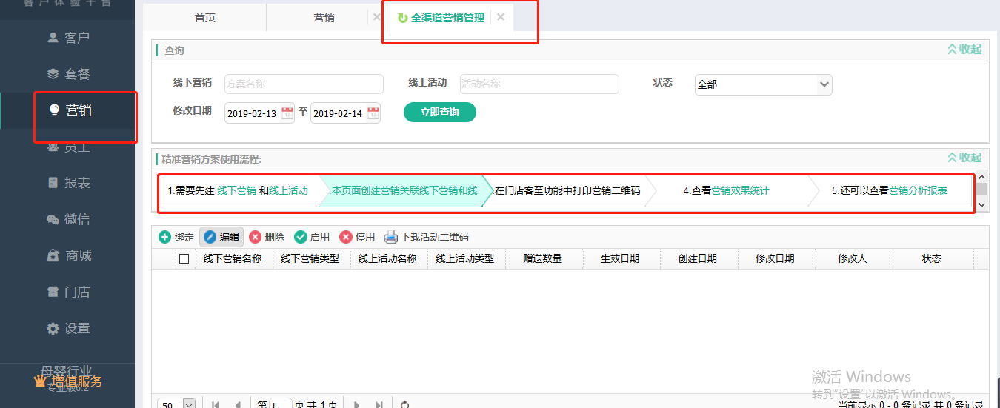 客户体验平台
客户
套餐
营销
员工
报表
微信
商城
门店
设置
母婴行业
增值服务
专业版6.2
首页 营销 全渠道营销管理
查询 收起
线下营销 方案名称 线上活动 活动名称 状态 全部
修改日期 2019-02-13 至 2019-02-14 立即查询
精准营销方案使用流程: 收起
1.需要先建 线下营销 和线上活动 本页面创建营销关联线下营销和线 在门店客至功能中打印营销二维码 4.查看营销效果统计 5.还可以查看营销分析报表
绑定 编辑 删除 启用 停用 下载活动二维码
线下营销名称 线下营销类型 线上活动名称 线上活动类型 赠送数量 生效日期 创建日期 修改日期 修改人 状态
激活 Windows
转到"设置"以激活 Windows。
50 第 1 页 共 1 页 当前显示 0 - 0 条记录 共 0 条记录